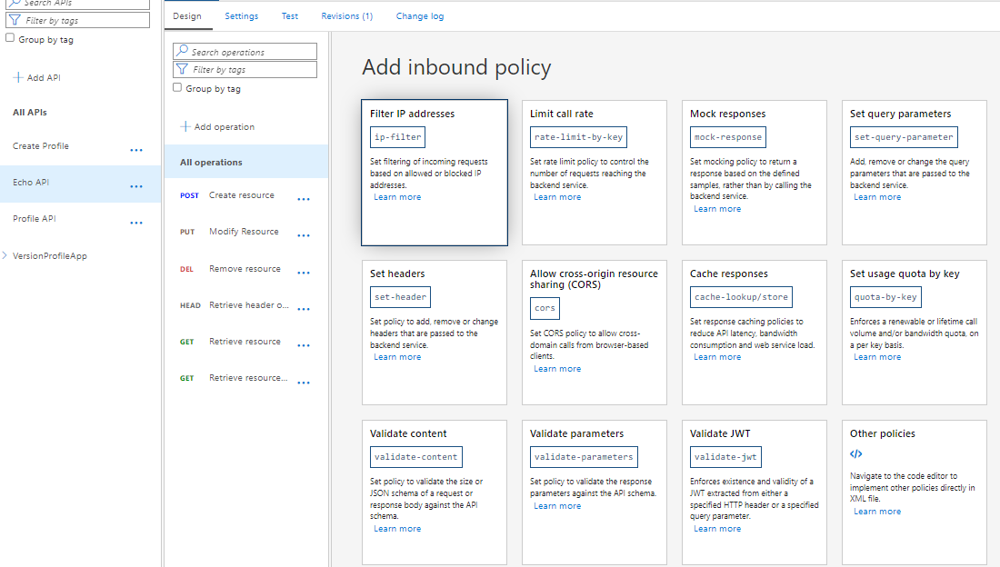 Search APIs
Filter by tags
Group by tag
Add API
All APIs
Create Profile
Echo API
Profile API
VersionProfileApp
Design
Settings
Test
Revisions (1)
Change log
Search operations
Filter by tags
Group by tag
Add operation
All operations
POST Create resource
PUT Modify Resource
DEL Remove resource
HEAD Retrieve header o...
GET Retrieve resource
GET Retrieve resource...
Add inbound policy
Filter IP addresses
ip-filter
Set filtering of incoming requests
based on allowed or blocked IP
addresses.
Learn more
Limit call rate
rate-limit-by-key
Set rate limit policy to control the
number of requests reaching the
backend service.
Learn more
Mock responses
mock-response
Set mocking policy to return a
response based on the defined
samples, rather than by calling the
backend service.
Learn more
Set query parameters
set-query-parameter
Add, remove or change the query
parameters that are passed to the
backend service.
Learn more
Set headers
set-header
Set policy to add, remove or change
headers that are passed to the
backend service.
Learn more
Allow cross-origin resource
sharing (CORS)
cors
Set CORS policy to allow cross-
domain calls from browser-based
clients.
Learn more
Cache responses
cache-lookup/store
Set response caching policies to
reduce API latency, bandwidth
consumption and web service load.
Learn more
Set usage quota by key
quota-by-key
Enforces a renewable or lifetime call
volume and/or bandwidth quota, on
a per key basis.
Learn more
Validate content
validate-content
Set policy to validate the size or
JSON schema of a request or
response body against the API
schema.
Learn more
Validate parameters
validate-parameters
Set policy to validate the response
parameters against the API schema.
Learn more
Validate JWT
validate-jwt
Enforces existence and validity of a
JWT extracted from either a
specified HTTP header or a specified
query parameter.
Learn more
Other policies
</>
Navigate to the code editor to
implement other policies directly in
XML file.
Learn more